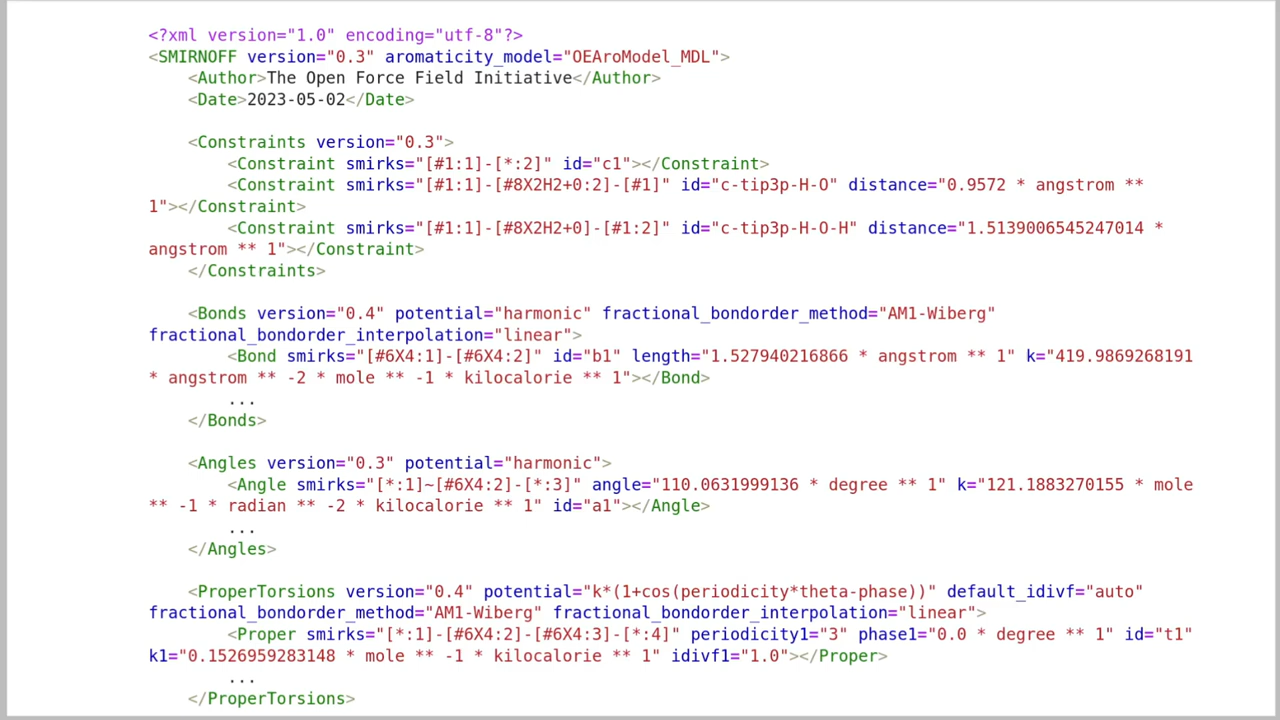 <?xml version="1.0" encoding="utf-8"?>
<SMIRNOFF version="0.3" aromaticity_model="OEAroModel_MDL">
<Author>The Open Force Field Initiative</Author>
<Date>2023-05-02</Date>
<Constraints version="0.3">
<Constraint smirks="[#1:1]-[*:2]" id="c1"></Constraint>
<Constraint smirks="[#1:1]-[#8X2H2+0:2]-[#1]" id="c-tip3p-H-O" distance="0.9572 * angstrom **
1"></Constraint>
<Constraint smirks="[#1:1]-[#8X2H2+0]-[#1:2]" id="c-tip3p-H-O-H" distance="1.5139006545247014 *
angstrom ** 1"></Constraint>
</Constraints>
<Bonds version="0.4" potential="harmonic" fractional_bondorder_method="AM1-Wiberg"
fractional_bondorder_interpolation="linear">
<Bond smirks="[#6X4:1]-[#6X4:2]" id="b1" length="1.527940216866 * angstrom ** 1" k="419.9869268191
* angstrom ** -2 * mole ** -1 * kilocalorie ** 1"></Bond>
...
</Bonds>
<Angles version="0.3" potential="harmonic">
<Angle smirks="[*:1]~[#6X4:2]-[*:3]" angle="110.0631999136 * degree ** 1" k="121.1883270155 * mole
** -1 * radian ** -2 * kilocalorie ** 1" id="a1"></Angle>
...
</Angles>
<ProperTorsions version="0.4" potential="k*(1+cos(periodicity*theta-phase))" default_idivf="auto"
fractional_bondorder_method="AM1-Wiberg" fractional_bondorder_interpolation="linear">
<Proper smirks="[*:1]-[#6X4:2]-[#6X4:3]-[*:4]" periodicity1="3" phase1="0.0 * degree ** 1" id="t1"
k1="0.1526959283148 * mole ** -1 * kilocalorie ** 1" idivf1="1.0"></Proper>
...
</ProperTorsions>